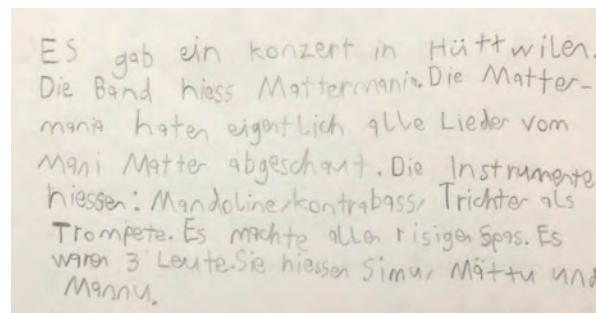 ES gab ein konzert in Hüttwilen.
Die Band hiess Mattermania. Die Matter-
mania haten eigentlich alle Lieder vom
Mani Matter abgeschaut. Die Instrumente
hiessen: Mandoline, kontrabass, Trichter als
Trompete. Es machte allen risigen Spas. Es
waren 3 Leute. Sie hiessen Simu, Mättu und
Mannu.